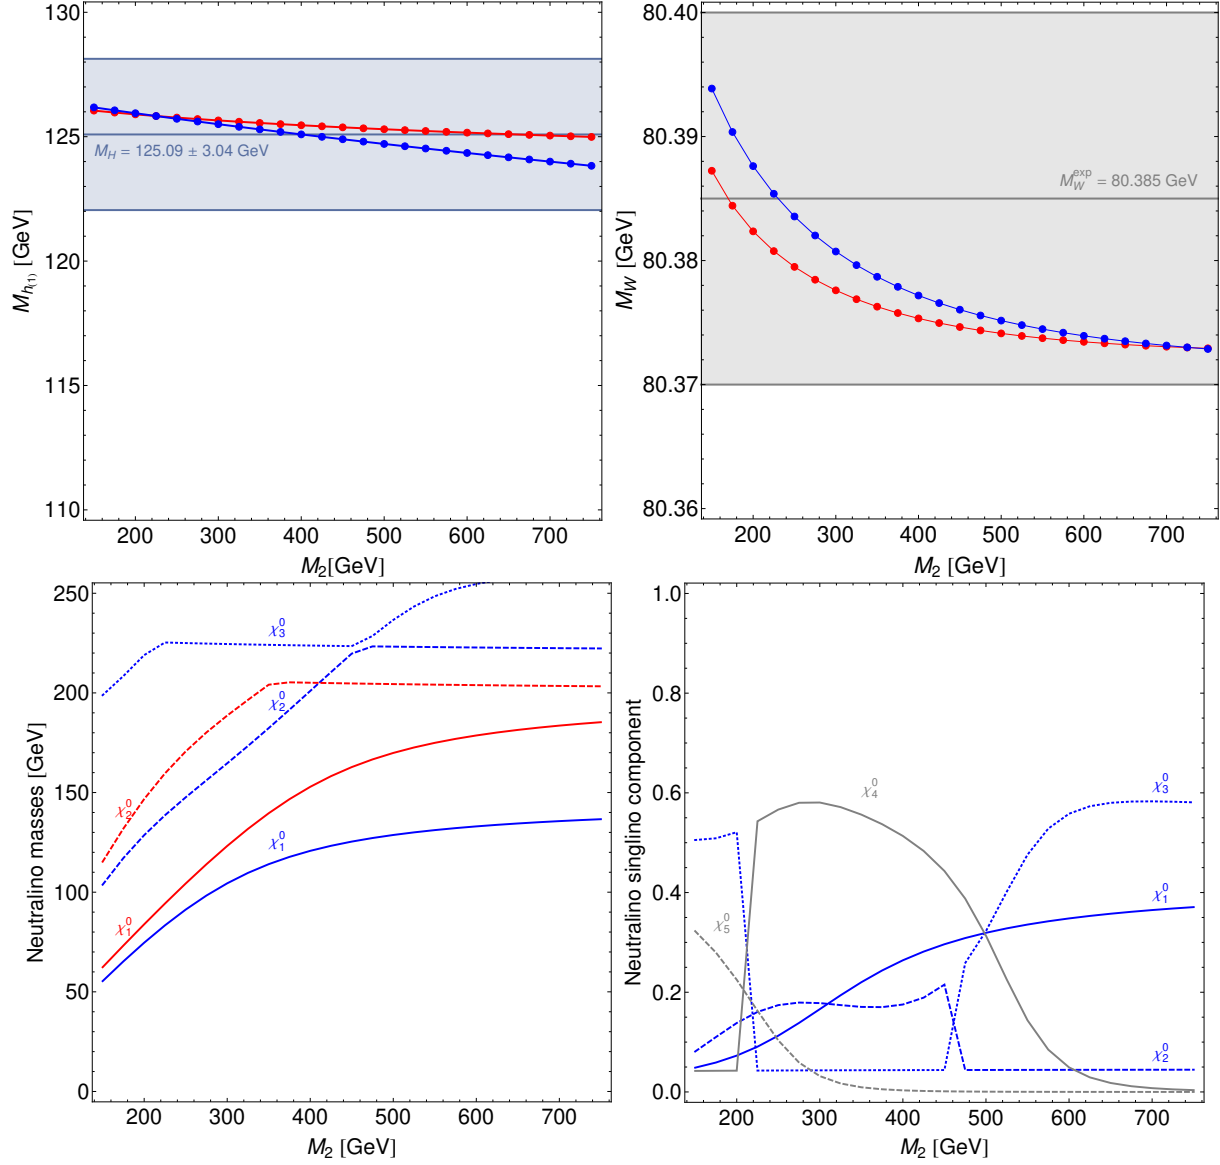 130
125
120
115
110
M_H = 125.09 ± 3.04 GeV
M_{h_{(1)}} [GeV]
200 300 400 500 600 700
M_2[GeV]
80.40
80.39
80.38
80.37
80.36
M_W^{exp} = 80.385 GeV
M_W [GeV]
200 300 400 500 600 700
M_2 [GeV]
250
200
150
100
50
0
χ_3^0
χ_2^0
χ_2^0
χ_1^0
χ_1^0
Neutralino masses [GeV]
200 300 400 500 600 700
M_2 [GeV]
1.0
0.8
0.6
0.4
0.2
0.0
χ_4^0
χ_3^0
χ_1^0
χ_5^0
χ_2^0
Neutralino singlino component
200 300 400 500 600 700
M_2 [GeV]